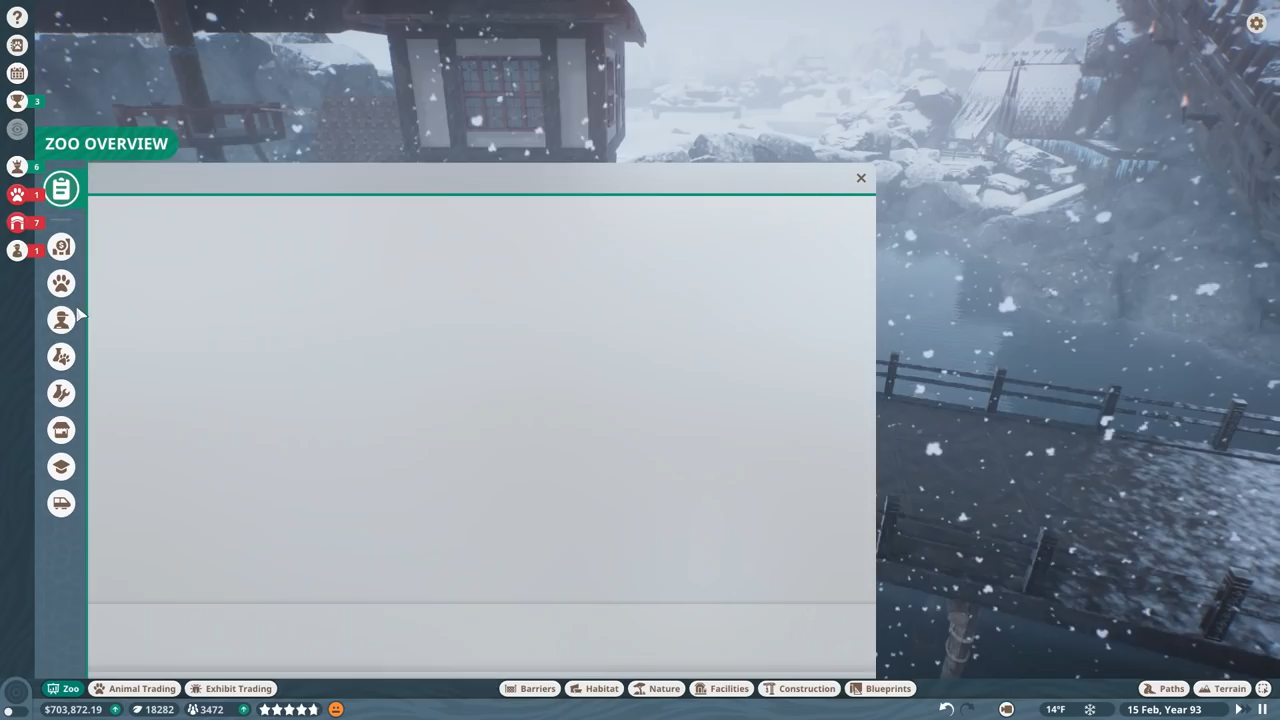 ?
3
ZOO OVERVIEW
6
1
7
1
Zoo
Animal Trading
Exhibit Trading
Barriers
Habitat
Nature
Facilities
Construction
Blueprints
Paths
Terrain
$703,872.19
18282
3472
14°F
15 Feb, Year 93